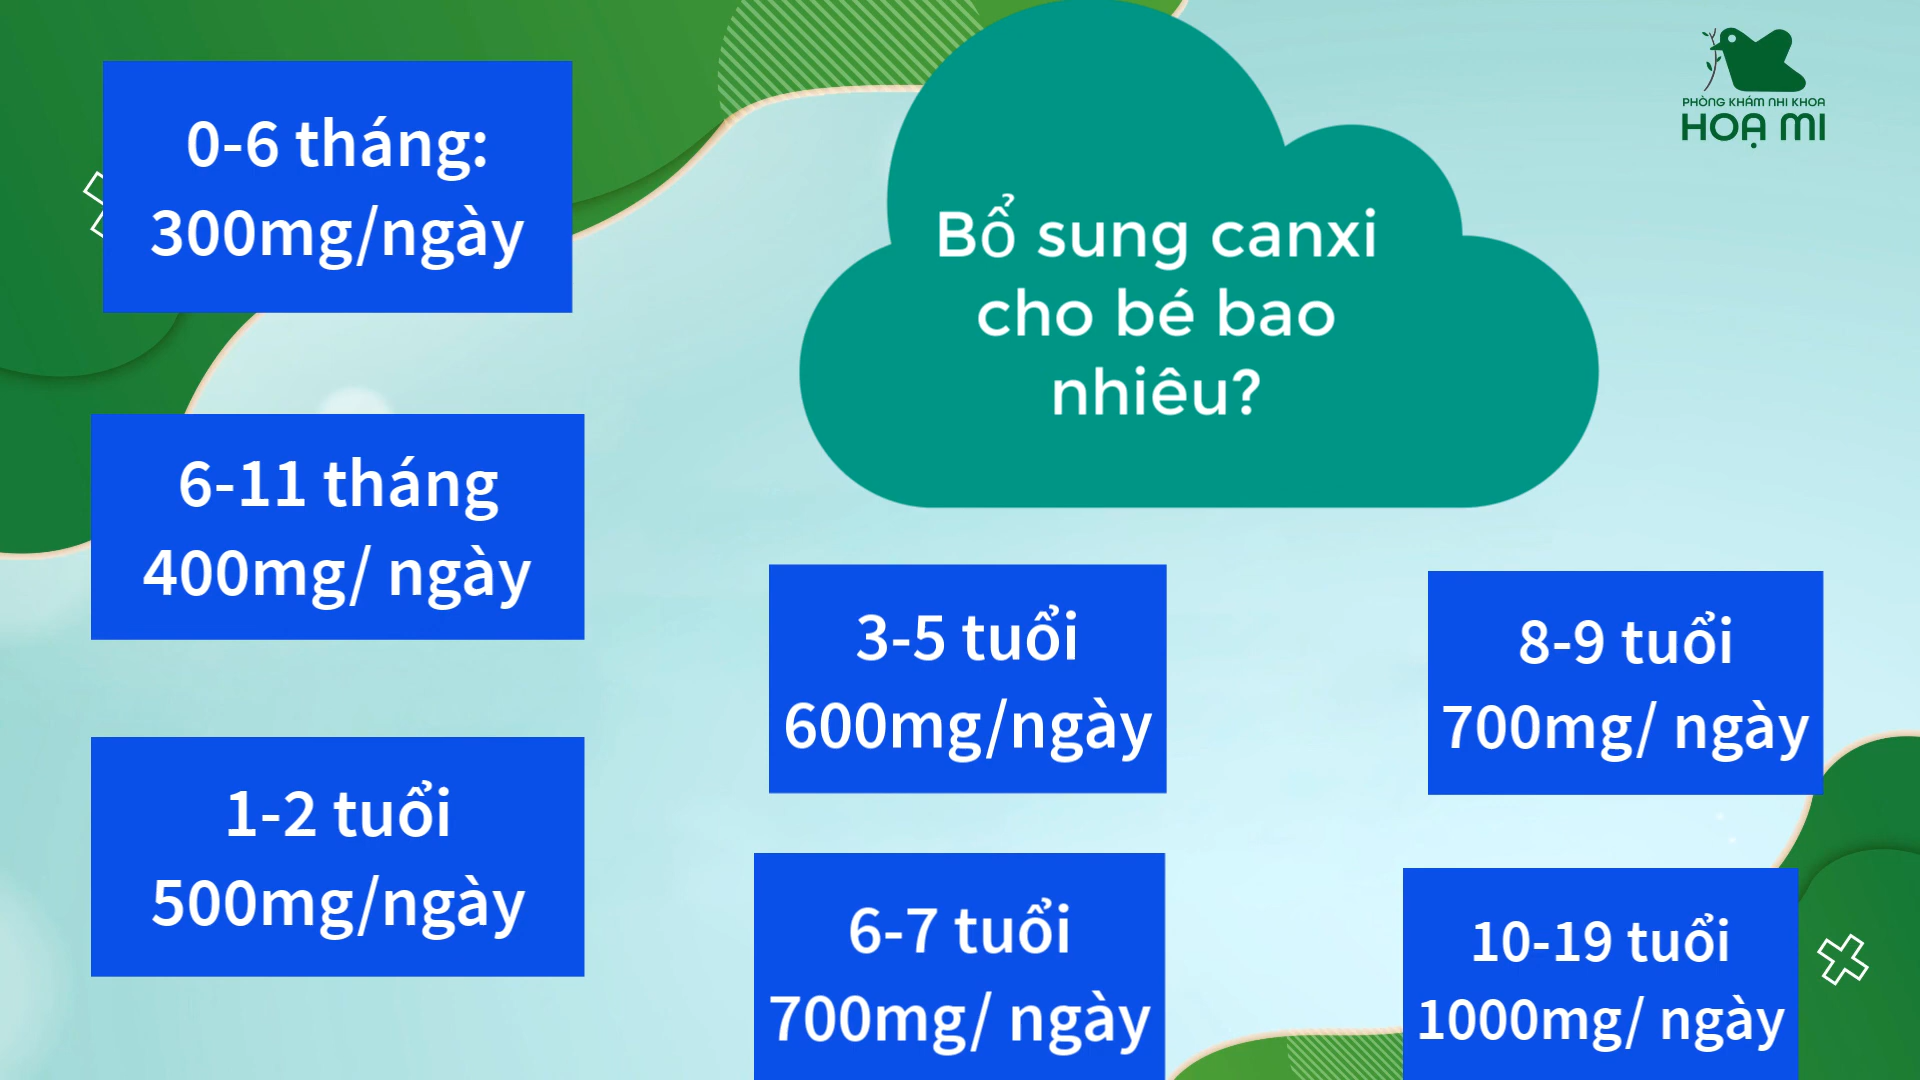 PHÒNG KHÁM NHI KHOA
HOẠ MI
Bổ sung canxi
cho bé bao
nhiêu?
0-6 tháng:
300mg/ngày
6-11 tháng
400mg/ ngày
1-2 tuổi
500mg/ngày
3-5 tuổi
600mg/ngày
6-7 tuổi
700mg/ ngày
8-9 tuổi
700mg/ ngày
10-19 tuổi
1000mg/ ngày